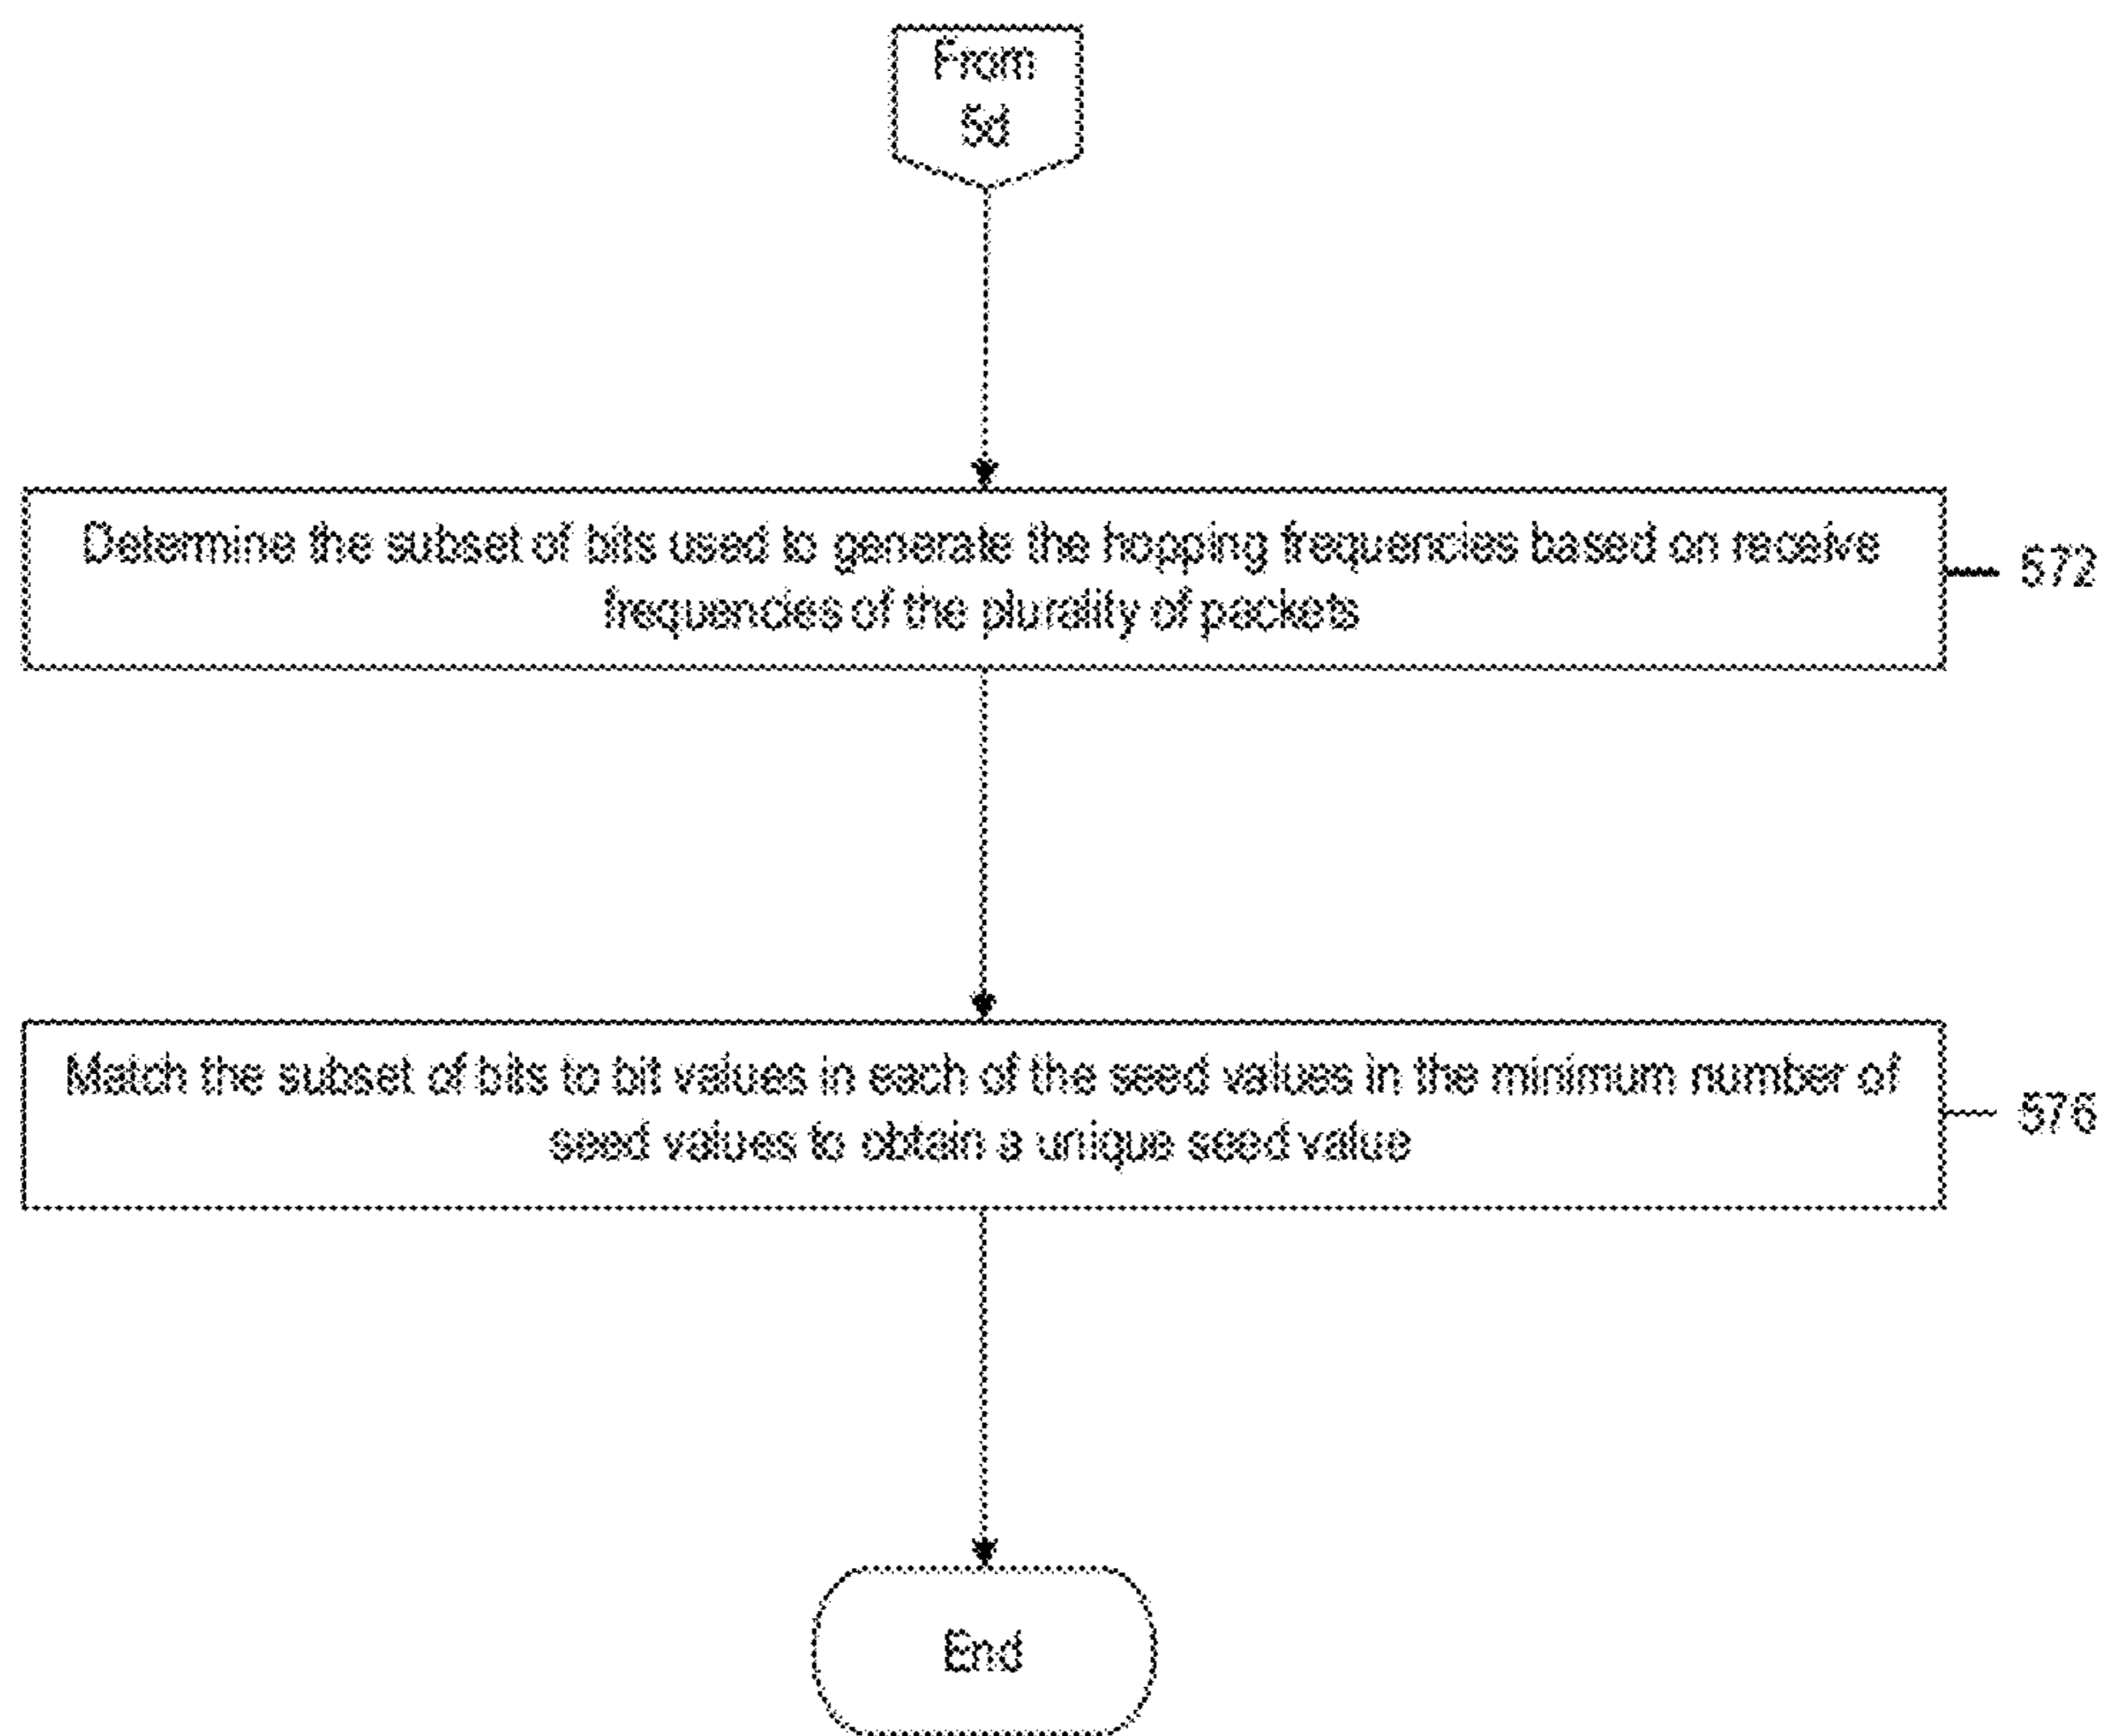 From
5d
Determine the subset of bits used to generate the hopping frequencies based on receive
frequencies of the plurality of packets
572
Match the subset of bits to bit values in each of the seed values in the minimum number of
seed values to obtain a unique seed value
576
End